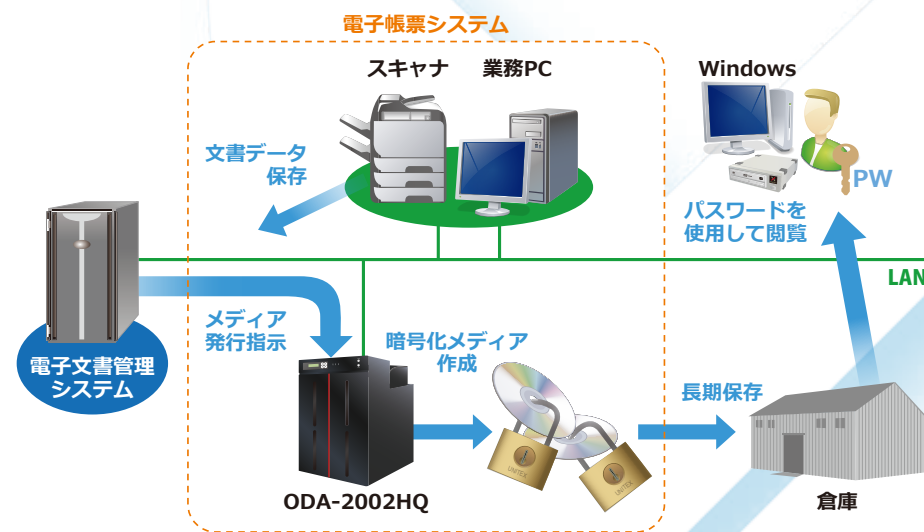 電子帳票システム
スキャナ
業務PC
Windows
文書データ
保存
PW
パスワードを
使用して閲覧
LAN
メディア
発行指示
暗号化メディア
作成
電子文書管理
システム
長期保存
UNITEX
UNITEX
ODA-2002HQ
倉庫